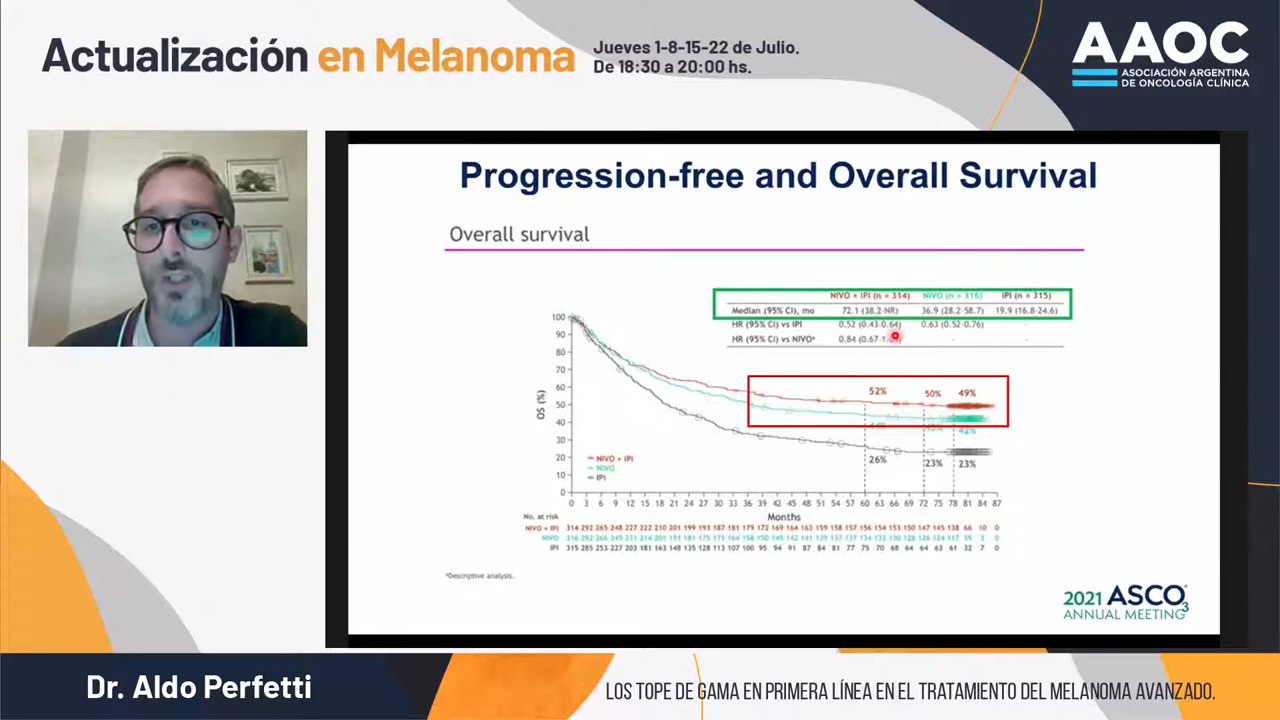 Actualización en Melanoma
Jueves 1-8-15-22 de Julio.
De 18:30 a 20:00 hs.
AAOC
ASOCIACIÓN ARGENTINA
DE ONCOLOGÍA CLÍNICA
Progression-free and Overall Survival
Overall survival
NIVO + IPI (n = 314) NIVO (n = 316) IPI (n = 315)
Median (95% CI), mo 72.1 (38.2-NR) 36.9 (28.2-58.7) 19.9 (16.8-24.6)
HR (95% CI) vs IPI 0.52 (0.43-0.64) 0.63 (0.52-0.76) -
HR (95% CI) vs NIVOª 0.84 (0.67-1. - -
OS (%)
100
90
80
70
60
50
40
30
20
10
0
52% 50% 49%
42%
26% 23% 23%
NIVO + IPI
NIVO
IPI
0 3 6 9 12 15 18 21 24 27 30 33 36 39 42 45 48 51 54 57 60 63 66 69 72 75 78 81 84 87
Months
No. at risk
NIVO + IPI 314 292 265 248 227 222 210 201 199 193 187 181 179 172 169 164 163 159 158 157 156 154 153 150 147 145 138 66 10 0
NIVO 316 292 266 245 231 214 201 191 181 175 171 164 158 150 145 142 141 139 137 137 134 132 130 128 126 124 117 59 3 0
IPI 315 285 253 227 203 181 163 148 135 128 113 107 100 95 94 91 87 84 81 77 75 70 68 64 64 63 61 32 7 0
ªDescriptive analysis.
2021 ASCO
ANNUAL MEETING
3
Dr. Aldo Perfetti
LOS TOPE DE GAMA EN PRIMERA LÍNEA EN EL TRATAMIENTO DEL MELANOMA AVANZADO.